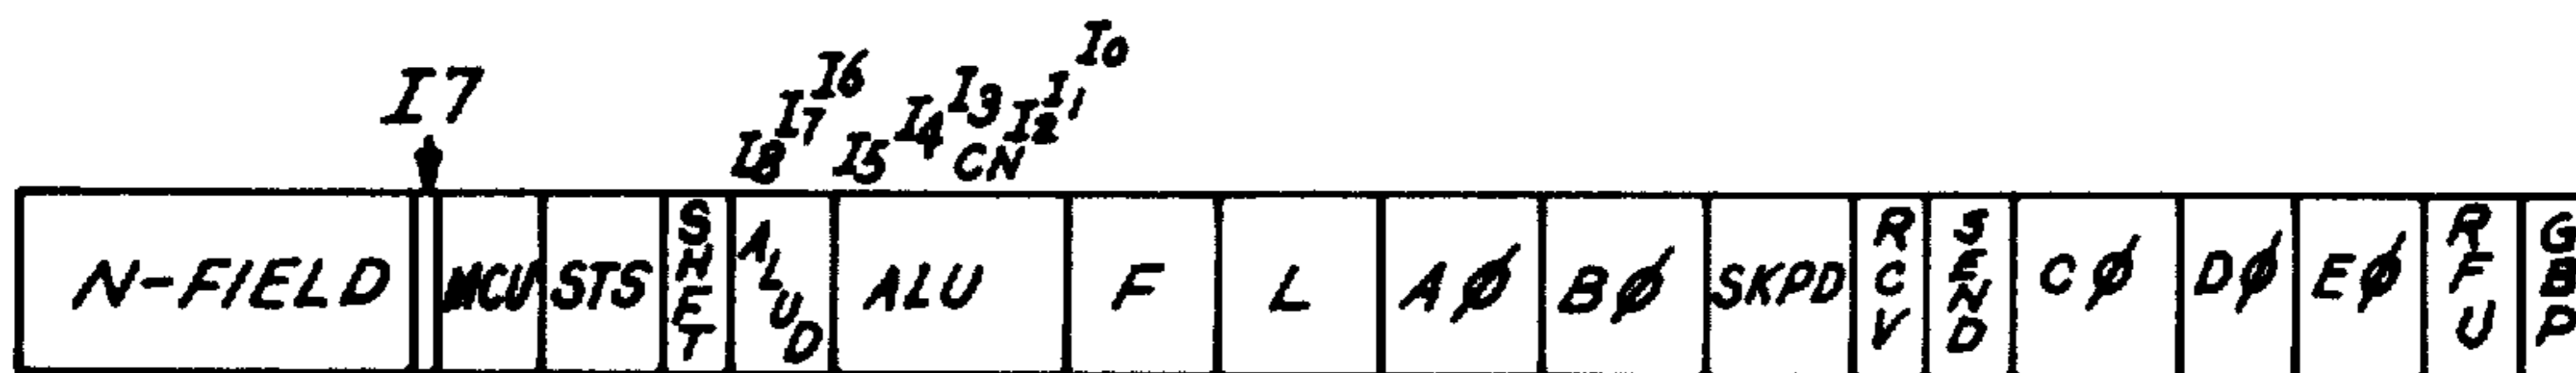 I7
I8 I7 I6 I5 I4 I3 CN I2 I1 I0
N-FIELD MCU STS SHFT ALUD ALU F L AØ BØ SKPD RCV SEND CØ DØ EØ RFU GBP